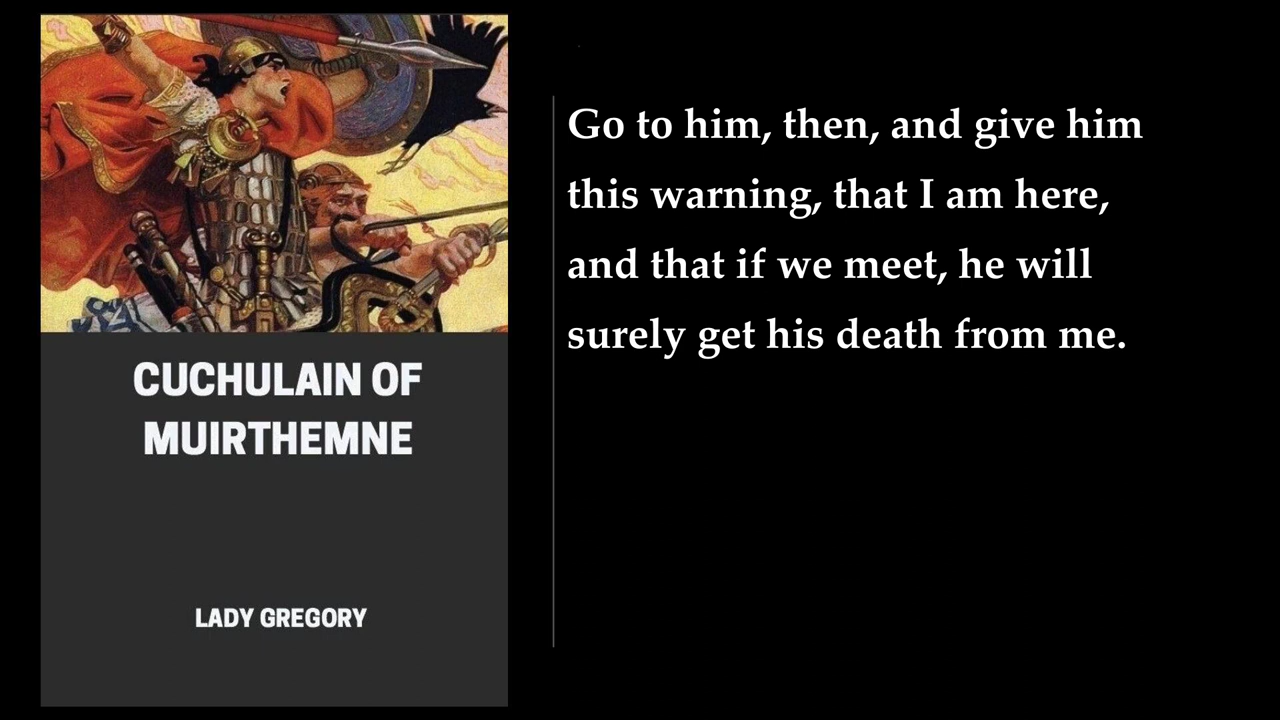 CUCHULAIN OF
MUIRTHEMNE
LADY GREGORY
Go to him, then, and give him
this warning, that I am here,
and that if we meet, he will
surely get his death from me.